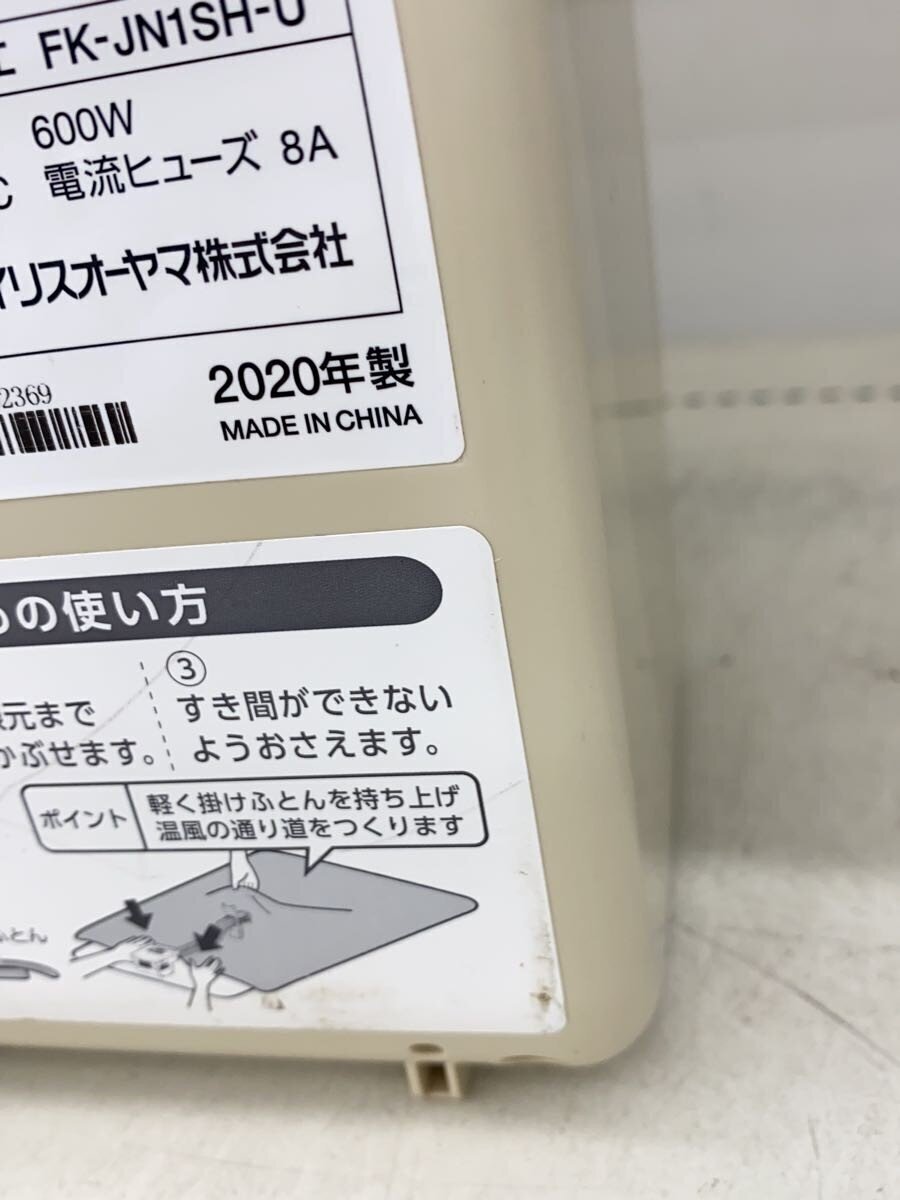 FK-JN1SH-U
600W
電流ヒューズ 8A
イリスオーヤマ株式会社
2369
2020年製
MADE IN CHINA
の使い方
③
すき間ができない
ようおさえます。
元まで
かぶせます。
ポイント
軽く掛けふとんを持ち上げ
温風の通り道をつくります
ふとん